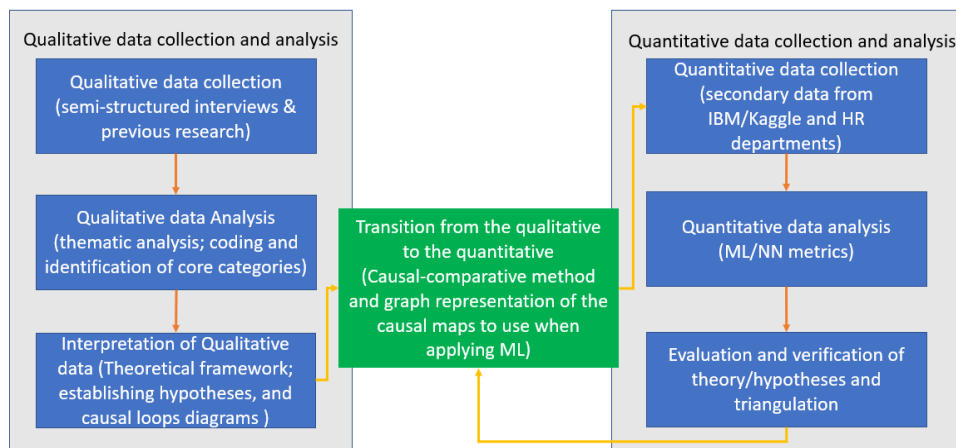 Qualitative data collection and analysis
Qualitative data collection
(semi-structured interviews &
previous research)
Qualitative data Analysis
(thematic analysis; coding and
identification of core categories)
Interpretation of Qualitative
data (Theoretical framework;
establishing hypotheses, and
causal loops diagrams )
Transition from the qualitative
to the quantitative
(Causal-comparative method
and graph representation of the
causal maps to use when
applying ML)
Quantitative data collection and analysis
Quantitative data collection
(secondary data from
IBM/Kaggle and HR
departments)
Quantitative data analysis
(ML/NN metrics)
Evaluation and verification of
theory/hypotheses and
triangulation